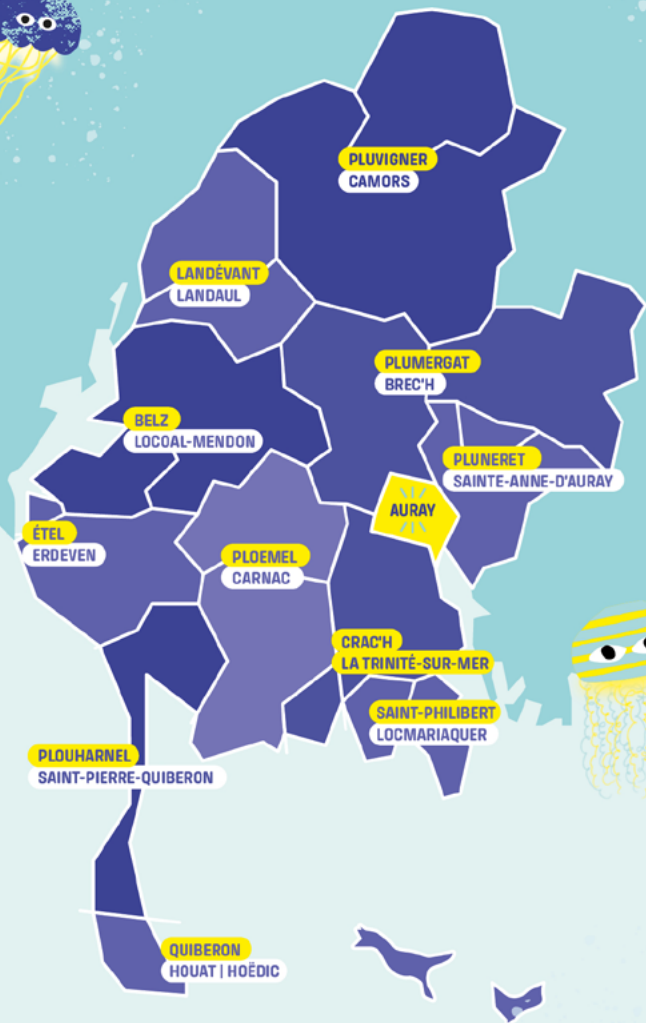 PLUVIGNER
CAMORS
LANDÉVANT
LANDAUL
PLUMERGAT
BREC'H
BELZ
LOCOAL-MENDON
PLUNERET
SAINTE-ANNE-D'AURAY
AURAY
ÉTEL
ERDEVEN
PLOEMEL
CARNAC
CRAC'H
LA TRINITÉ-SUR-MER
SAINT-PHILIBERT
LOCMARIAQUER
PLOUHARNEL
SAINT-PIERRE-QUIBERON
QUIBERON
HOUAT | HOËDIC